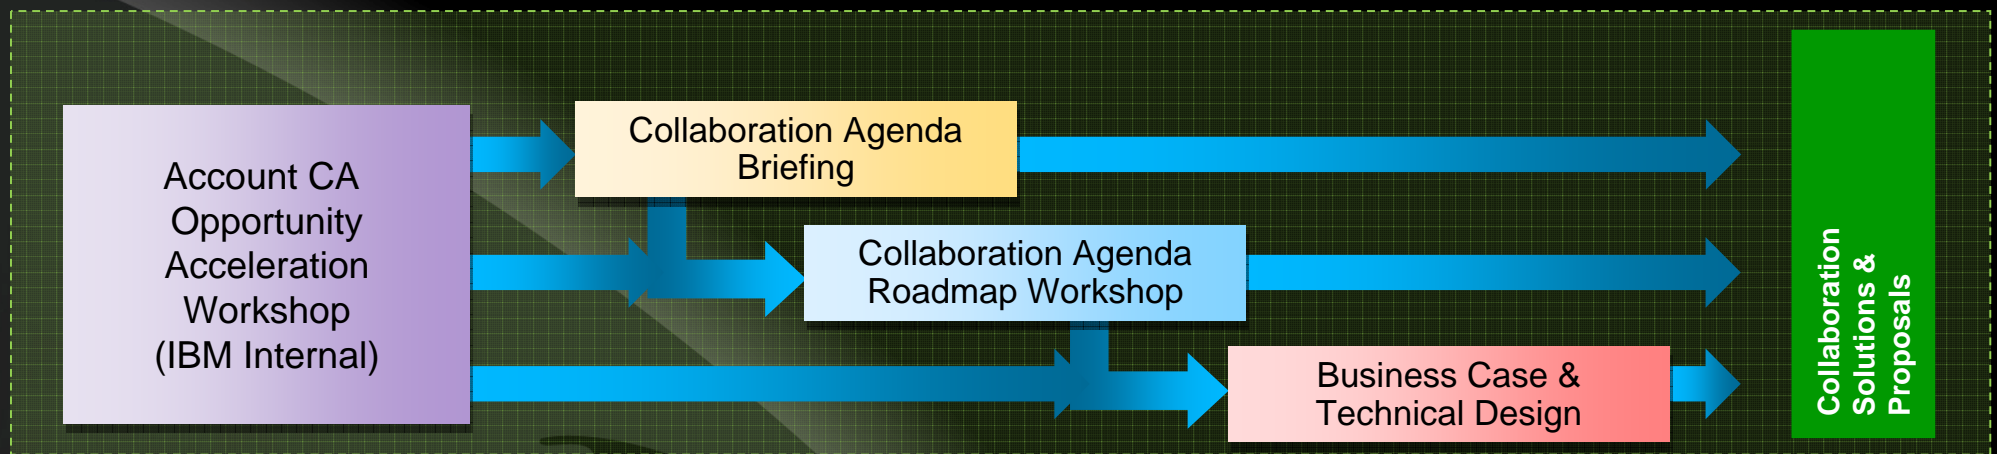 Account CA
Opportunity
Acceleration
Workshop
(IBM Internal)
Collaboration Agenda
Briefing
Collaboration Agenda
Roadmap Workshop
Business Case &
Technical Design
Collaboration
Solutions &
Proposals